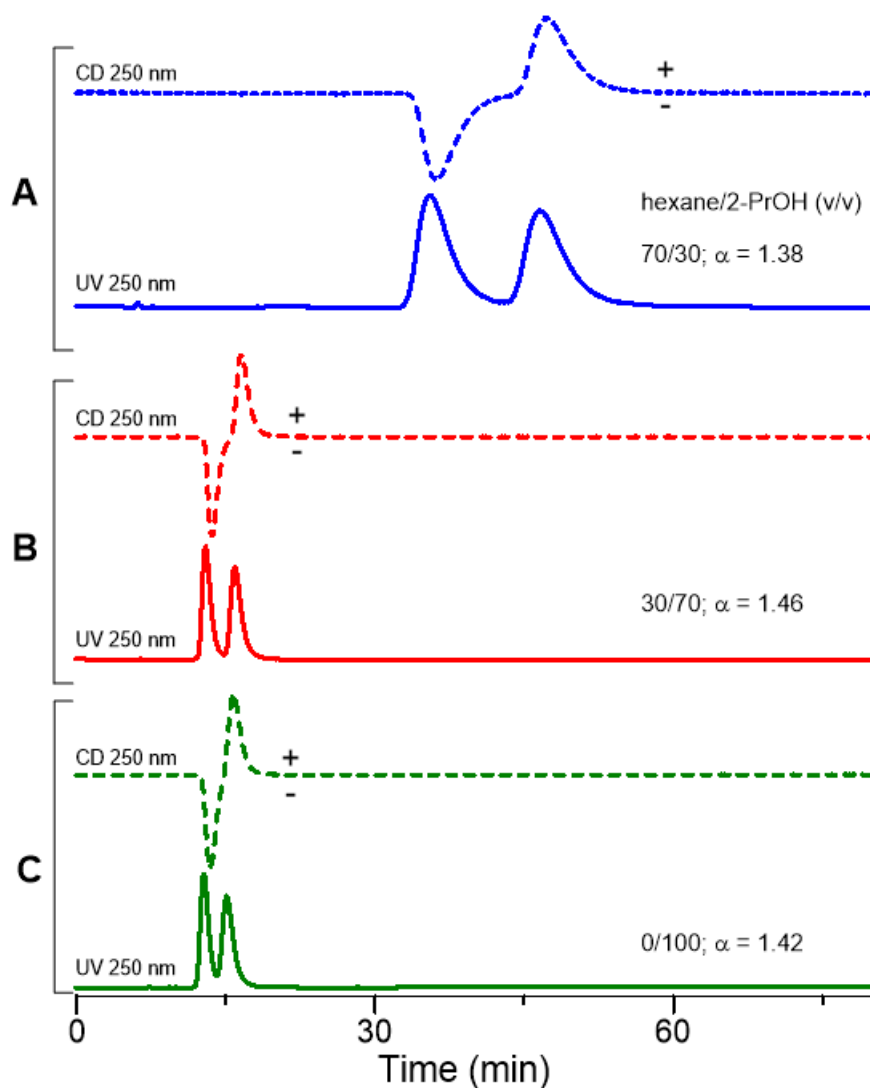 CD 250 nm
+
-
A
hexane/2-PrOH (v/v)
70/30; α = 1.38
UV 250 nm
CD 250 nm
+
-
B
30/70; α = 1.46
UV 250 nm
CD 250 nm
+
-
C
0/100; α = 1.42
UV 250 nm
0 30 60
Time (min)